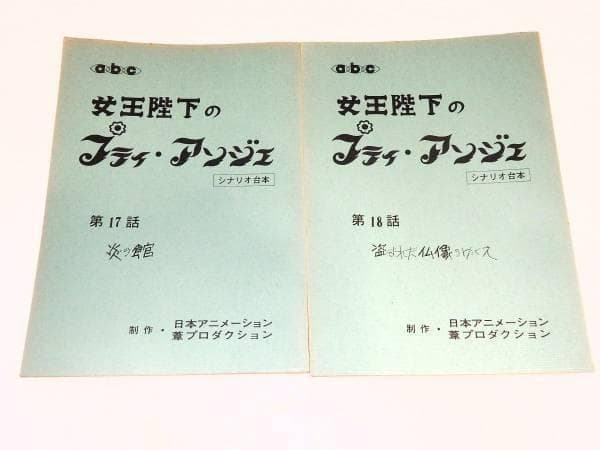 abc
女王陛下の
プティ・アンジェ
シナリオ台本
第17話
炎の館
制作・日本アニメーション
葦プロダクション
abc
女王陛下の
プティ・アンジェ
シナリオ台本
第18話
盗まれた仏像の
制作・日本アニメーション
葦プロダクション